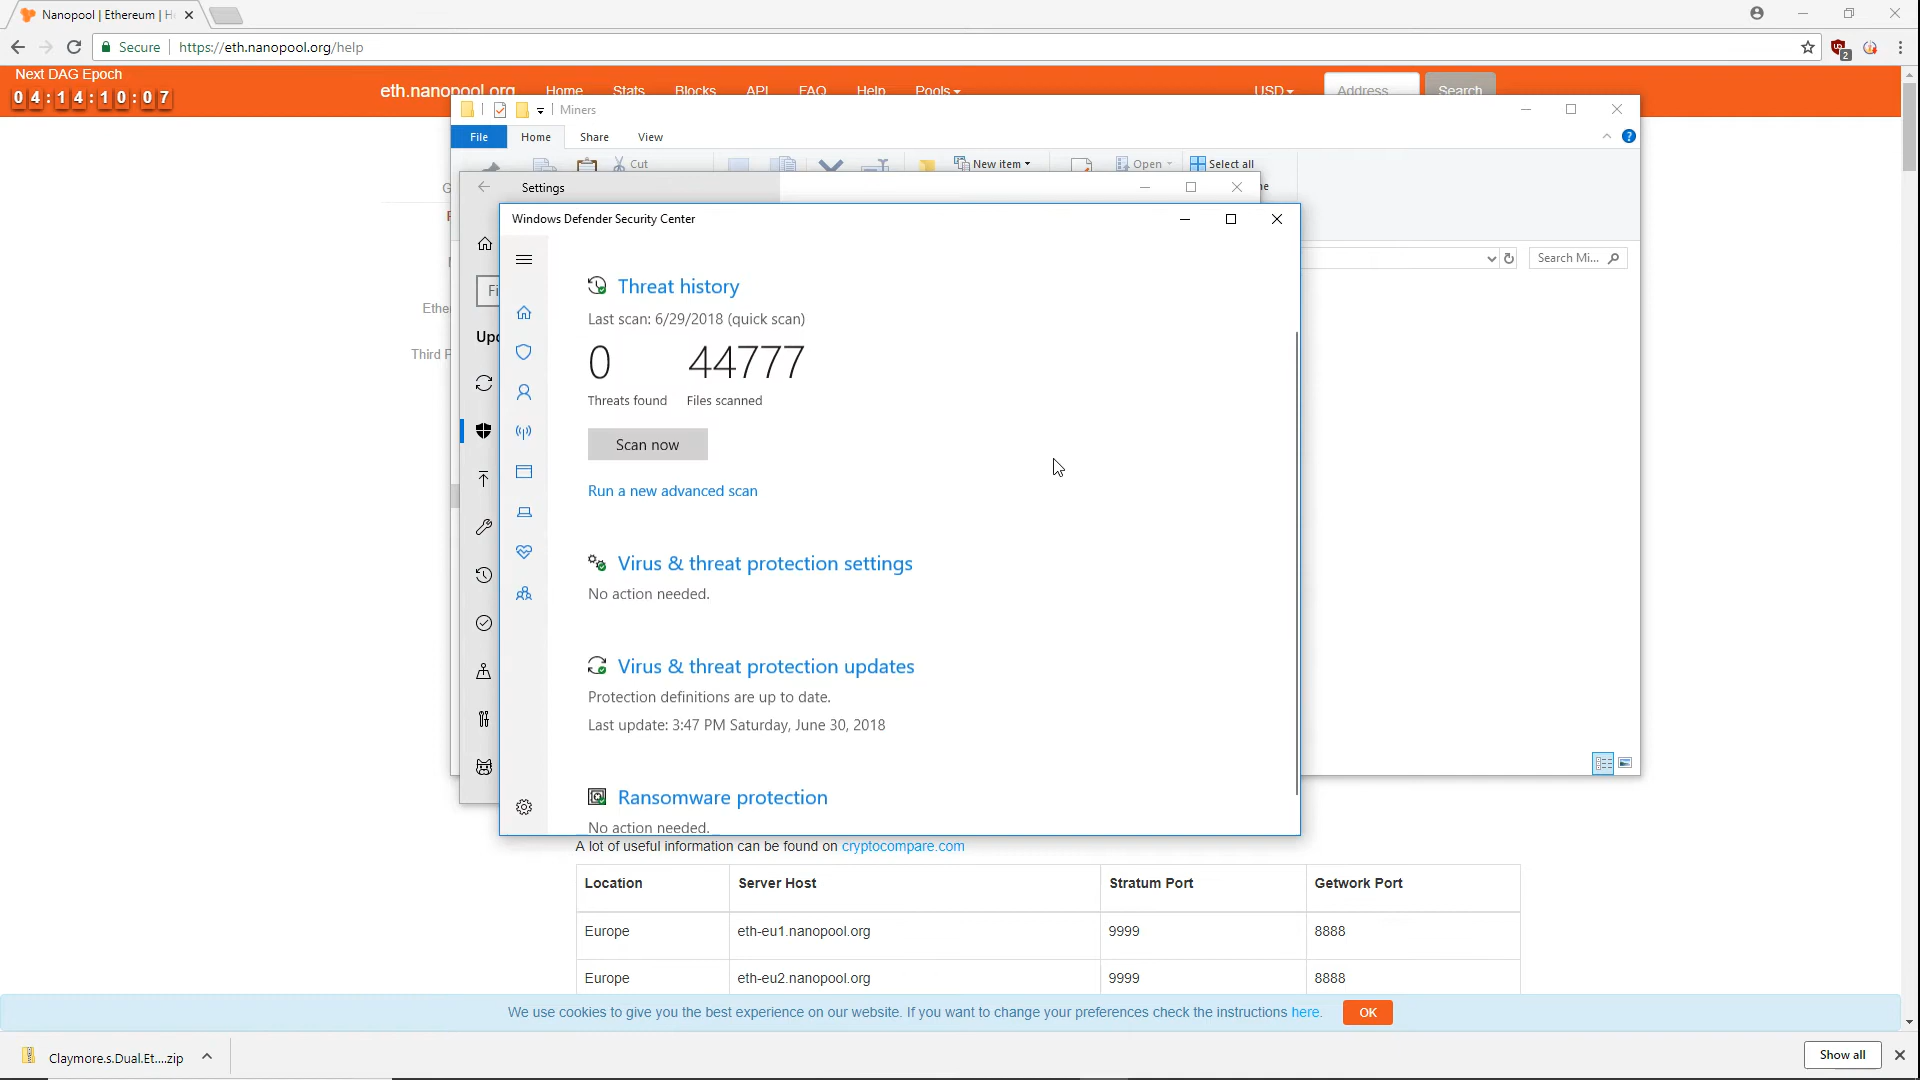 Nanopool | Ethereum | H
Secure | https://eth.nanopool.org/help
2
Next DAG Epoch
04:14:10:07
eth.nanopool.org Home Stats Blocks API FAQ Help Pools USD Address Search
Miners
File Home Share View
Cut New item Open Select all
Settings
Windows Defender Security Center
Search Mi...
Fi
Threat history
Last scan: 6/29/2018 (quick scan)
0 44777
Threats found Files scanned
Scan now
Run a new advanced scan
Virus & threat protection settings
No action needed.
Virus & threat protection updates
Protection definitions are up to date.
Last update: 3:47 PM Saturday, June 30, 2018
Ransomware protection
No action needed.
Ethe
Third P
A lot of useful information can be found on cryptocompare.com
Location Server Host Stratum Port Getwork Port
Europe eth-eu1.nanopool.org 9999 8888
Europe eth-eu2.nanopool.org 9999 8888
We use cookies to give you the best experience on our website. If you want to change your preferences check the instructions here. OK
Claymore.s.Dual.Et....zip
Show all